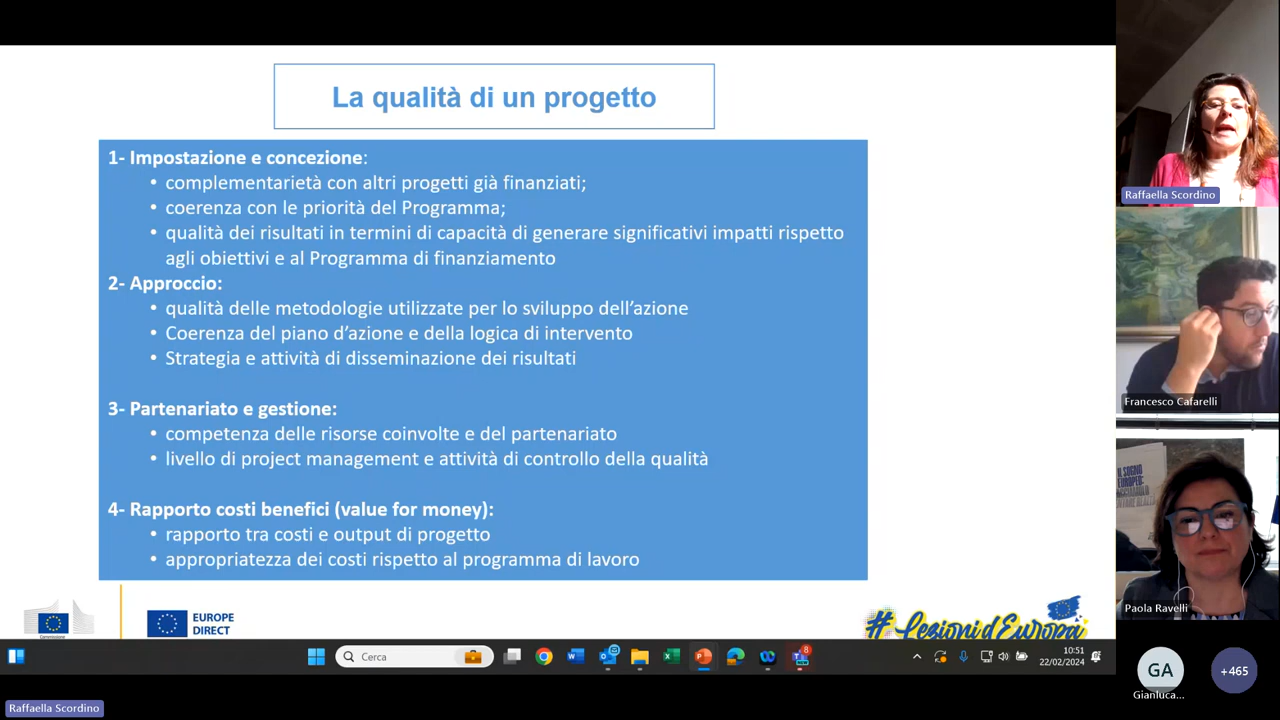 La qualità di un progetto
1- Impostazione e concezione:
• complementarietà con altri progetti già finanziati;
• coerenza con le priorità del Programma;
• qualità dei risultati in termini di capacità di generare significativi impatti rispetto
agli obiettivi e al Programma di finanziamento
2- Approccio:
• qualità delle metodologie utilizzate per lo sviluppo dell'azione
• Coerenza del piano d'azione e della logica di intervento
• Strategia e attività di disseminazione dei risultati
3- Partenariato e gestione:
• competenza delle risorse coinvolte e del partenariato
• livello di project management e attività di controllo della qualità
4- Rapporto costi benefici (value for money):
• rapporto tra costi e output di progetto
• appropriatezza dei costi rispetto al programma di lavoro
EUROPE
DIRECT
#Lezionid'Europa
Cerca
8
10:51
22/02/2024
Raffaella Scordino
Raffaella Scordino
Francesco Cafarelli
IL SOGNO
EUROPEO:
Paola Ravelli
GA
Gianluca...
+465